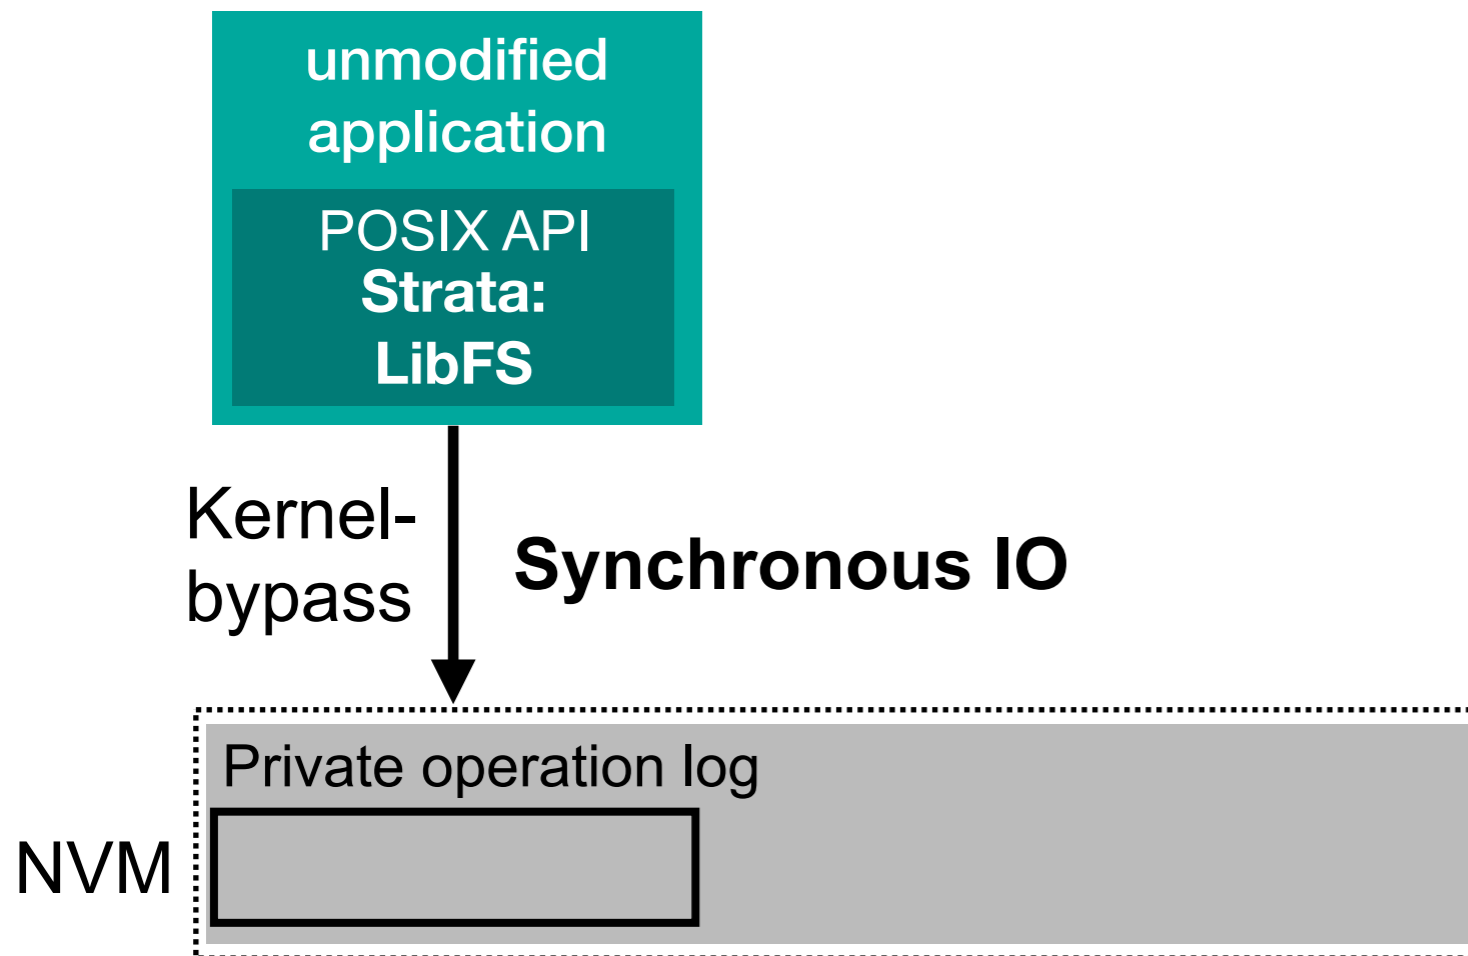 unmodified
application
POSIX API
Strata:
LibFS
Kernel-
bypass
Synchronous IO
Private operation log
NVM